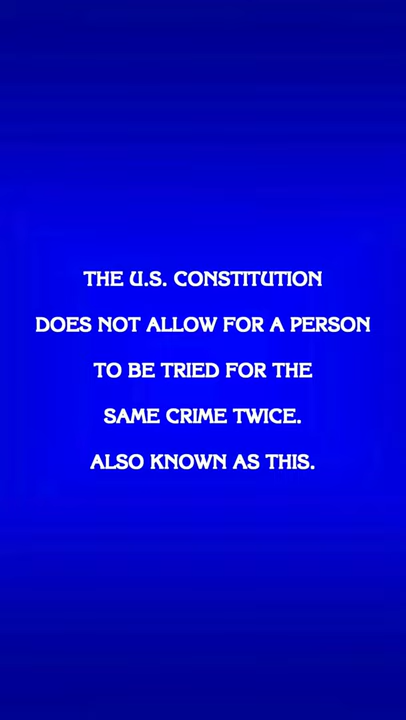 THE U.S. CONSTITUTION
DOES NOT ALLOW FOR A PERSON
TO BE TRIED FOR THE
SAME CRIME TWICE.
ALSO KNOWN AS THIS.